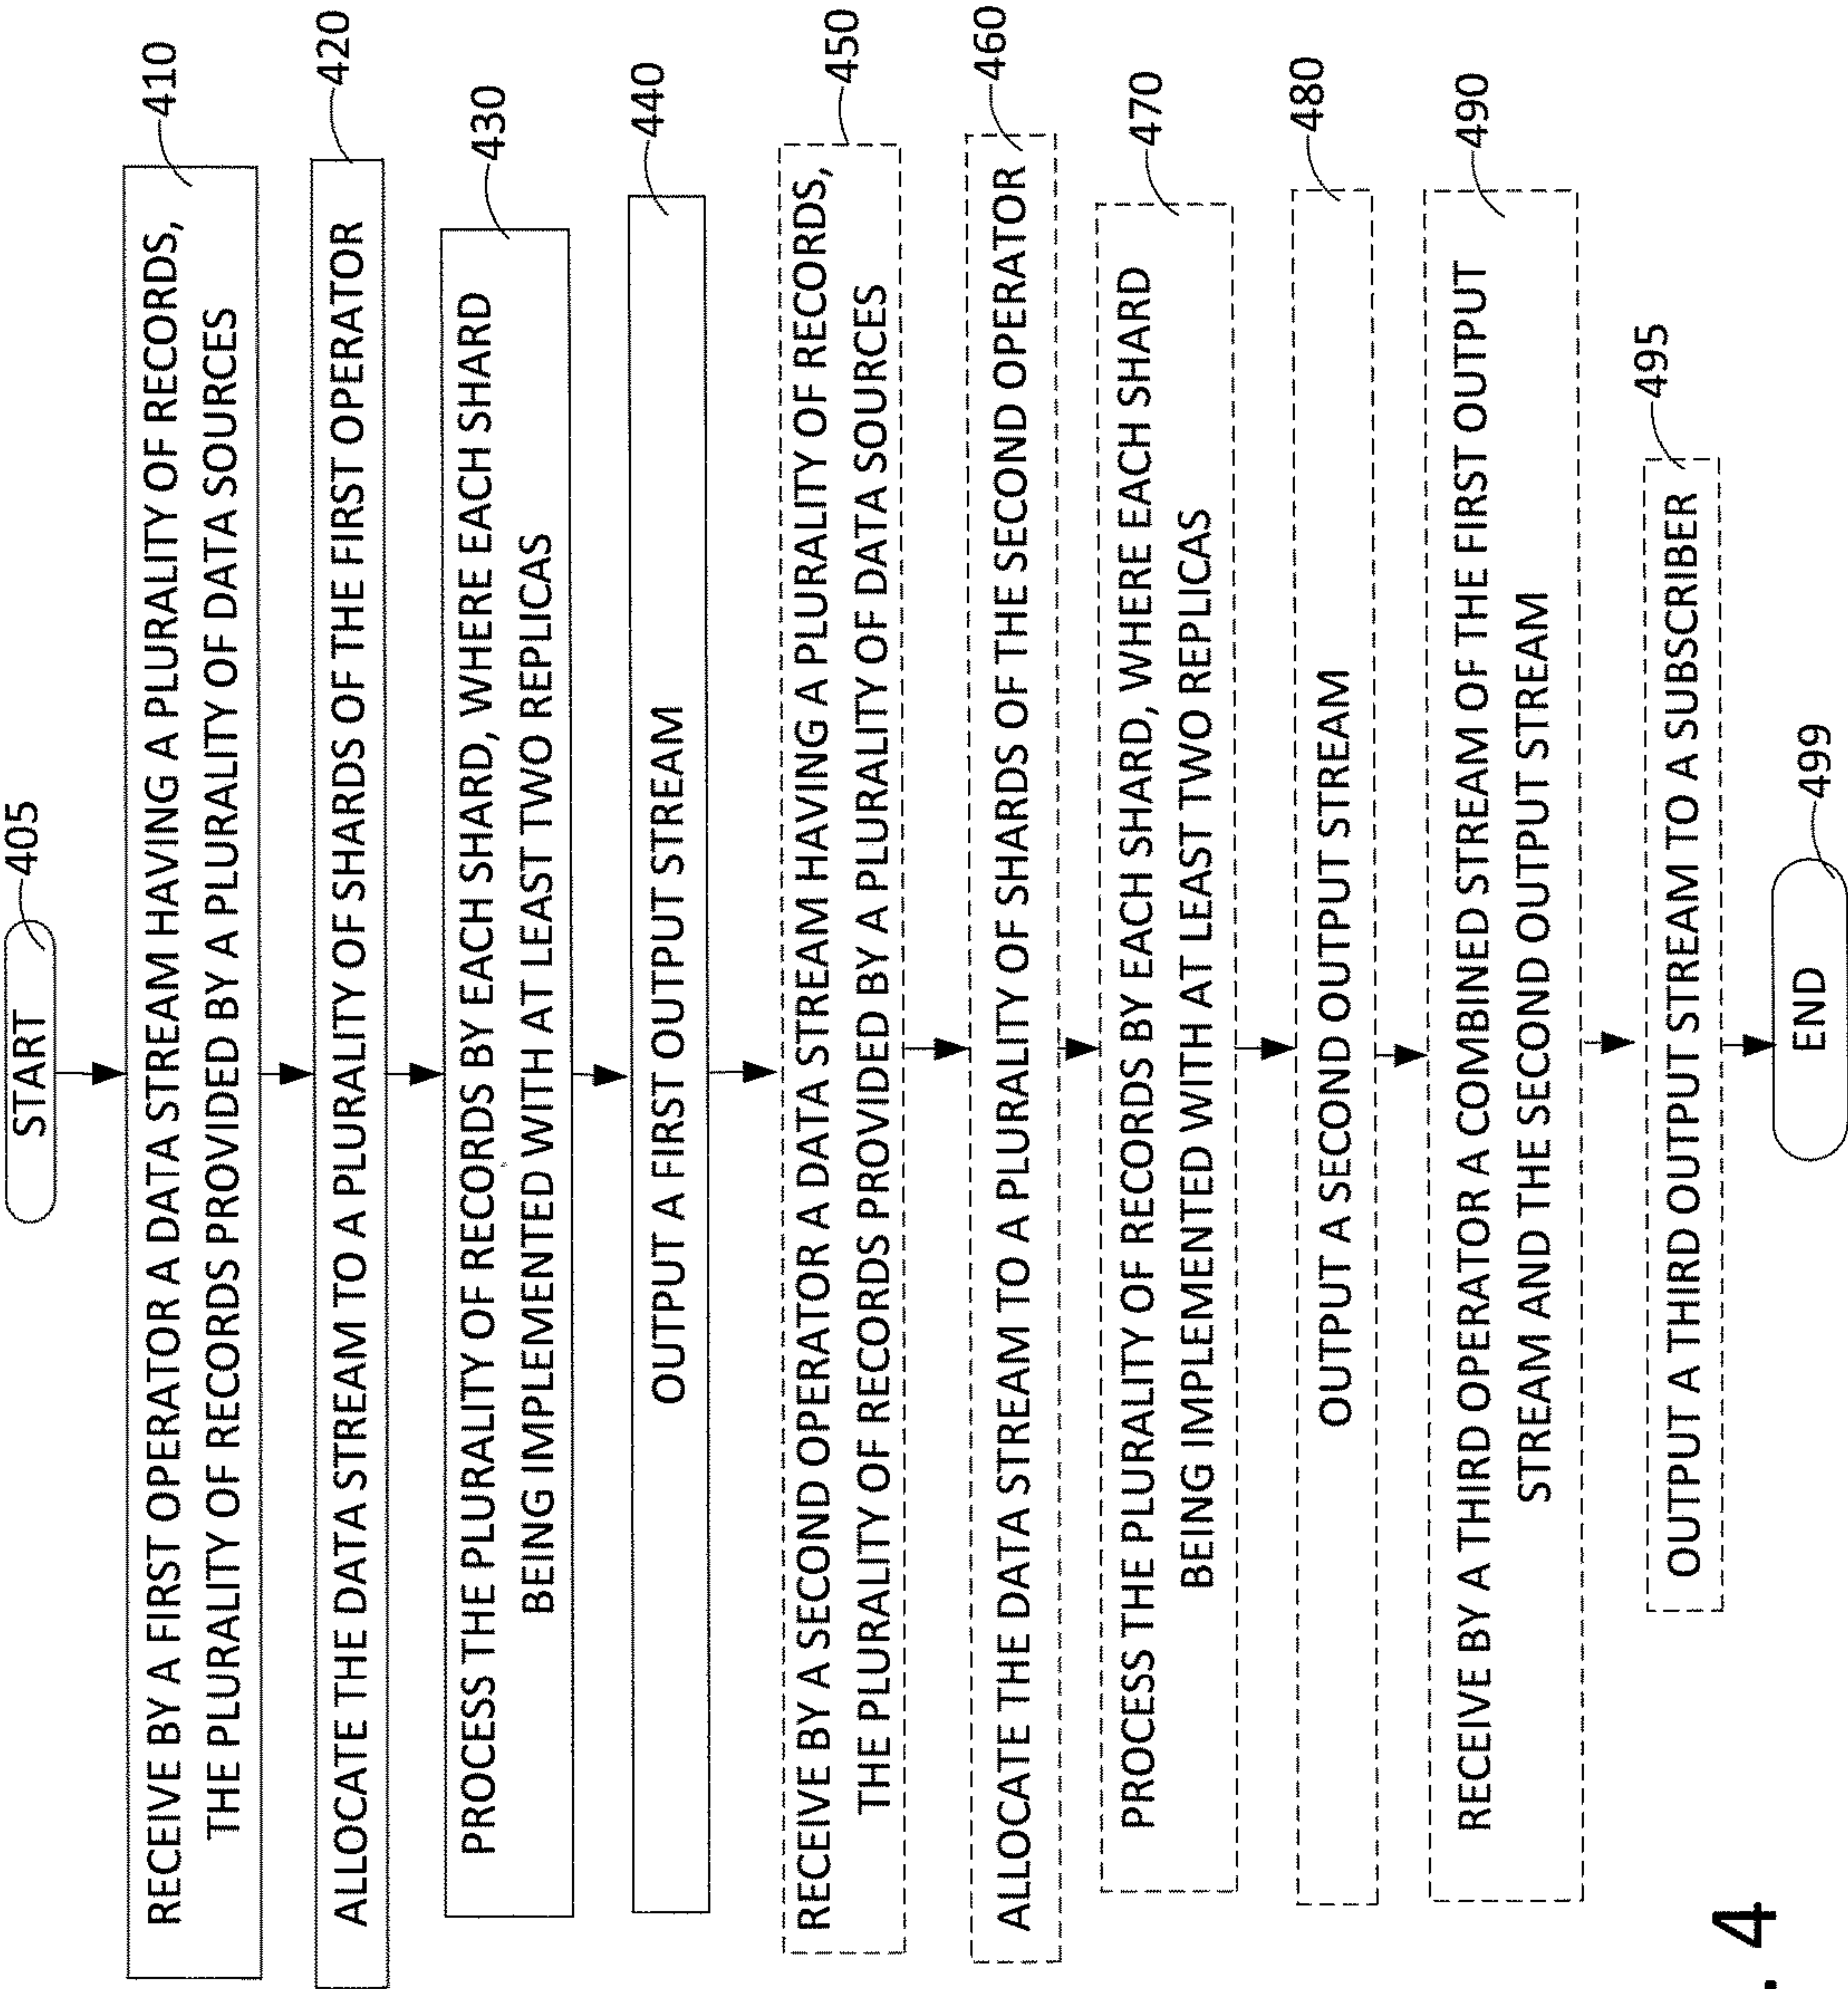 START
405
RECEIVE BY A FIRST OPERATOR A DATA STREAM HAVING A PLURALITY OF RECORDS,
THE PLURALITY OF RECORDS PROVIDED BY A PLURALITY OF DATA SOURCES
410
ALLOCATE THE DATA STREAM TO A PLURALITY OF SHARDS OF THE FIRST OPERATOR
420
PROCESS THE PLURALITY OF RECORDS BY EACH SHARD, WHERE EACH SHARD
BEING IMPLEMENTED WITH AT LEAST TWO REPLICAS
430
OUTPUT A FIRST OUTPUT STREAM
440
RECEIVE BY A SECOND OPERATOR A DATA STREAM HAVING A PLURALITY OF RECORDS,
THE PLURALITY OF RECORDS PROVIDED BY A PLURALITY OF DATA SOURCES
450
ALLOCATE THE DATA STREAM TO A PLURALITY OF SHARDS OF THE SECOND OPERATOR
460
PROCESS THE PLURALITY OF RECORDS BY EACH SHARD, WHERE EACH SHARD
BEING IMPLEMENTED WITH AT LEAST TWO REPLICAS
470
OUTPUT A SECOND OUTPUT STREAM
480
RECEIVE BY A THIRD OPERATOR A COMBINED STREAM OF THE FIRST OUTPUT
STREAM AND THE SECOND OUTPUT STREAM
490
OUTPUT A THIRD OUTPUT STREAM TO A SUBSCRIBER
495
END
499
. 4